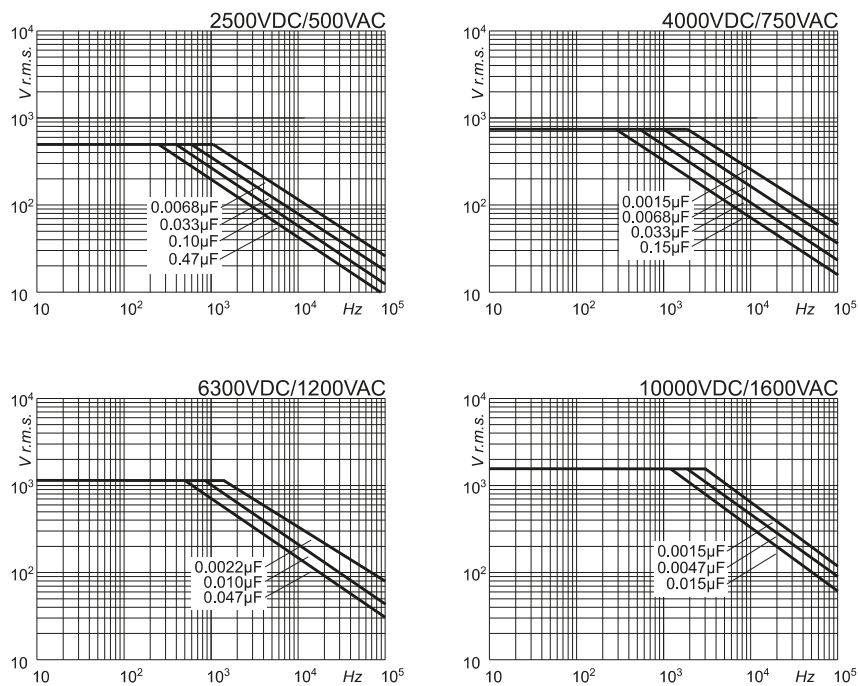 2500VDC/500VAC
10⁴
V r.m.s.
10³
10²
10
0.0068µF
0.033µF
0.10µF
0.47µF
10 10² 10³ 10⁴ Hz 10⁵
4000VDC/750VAC
10⁴
V r.m.s.
10³
10²
10
0.0015µF
0.0068µF
0.033µF
0.15µF
10 10² 10³ 10⁴ Hz 10⁵
6300VDC/1200VAC
10⁴
V r.m.s.
10³
10²
10
0.0022µF
0.010µF
0.047µF
10 10² 10³ 10⁴ Hz 10⁵
10000VDC/1600VAC
10⁴
V r.m.s.
10³
10²
10
0.0015µF
0.0047µF
0.015µF
10 10² 10³ 10⁴ Hz 10⁵